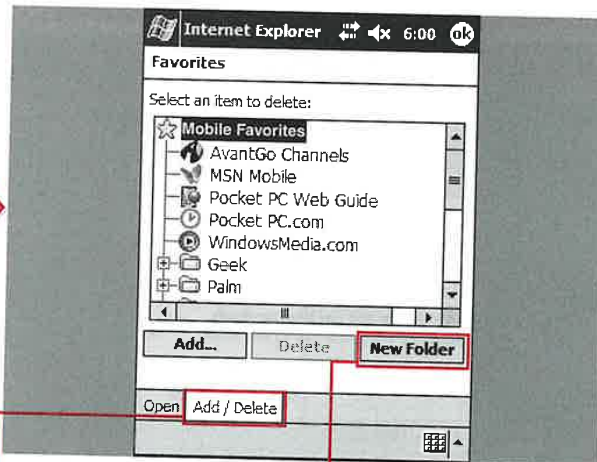 Internet Explorer 6:00 ok
Favorites
Select an item to delete:
Mobile Favorites
AvantGo Channels
MSN Mobile
Pocket PC Web Guide
Pocket PC.com
WindowsMedia.com
Geek
Palm
Add... Delete New Folder
Open Add / Delete